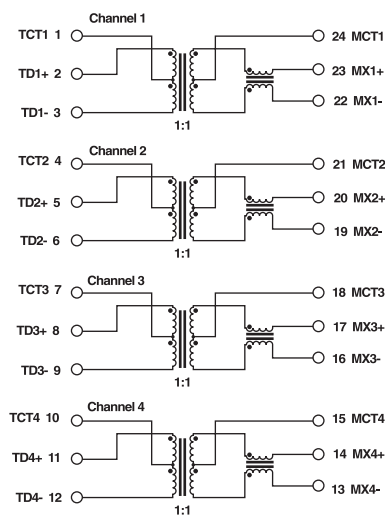 Channel 1
TCT1 1
24 MCT1
TD1+ 2
23 MX1+
22 MX1-
TD1- 3
1:1
Channel 2
TCT2 4
21 MCT2
TD2+ 5
20 MX2+
19 MX2-
TD2- 6
1:1
Channel 3
TCT3 7
18 MCT3
TD3+ 8
17 MX3+
16 MX3-
TD3- 9
1:1
Channel 4
TCT4 10
15 MCT4
TD4+ 11
14 MX4+
13 MX4-
TD4- 12
1:1